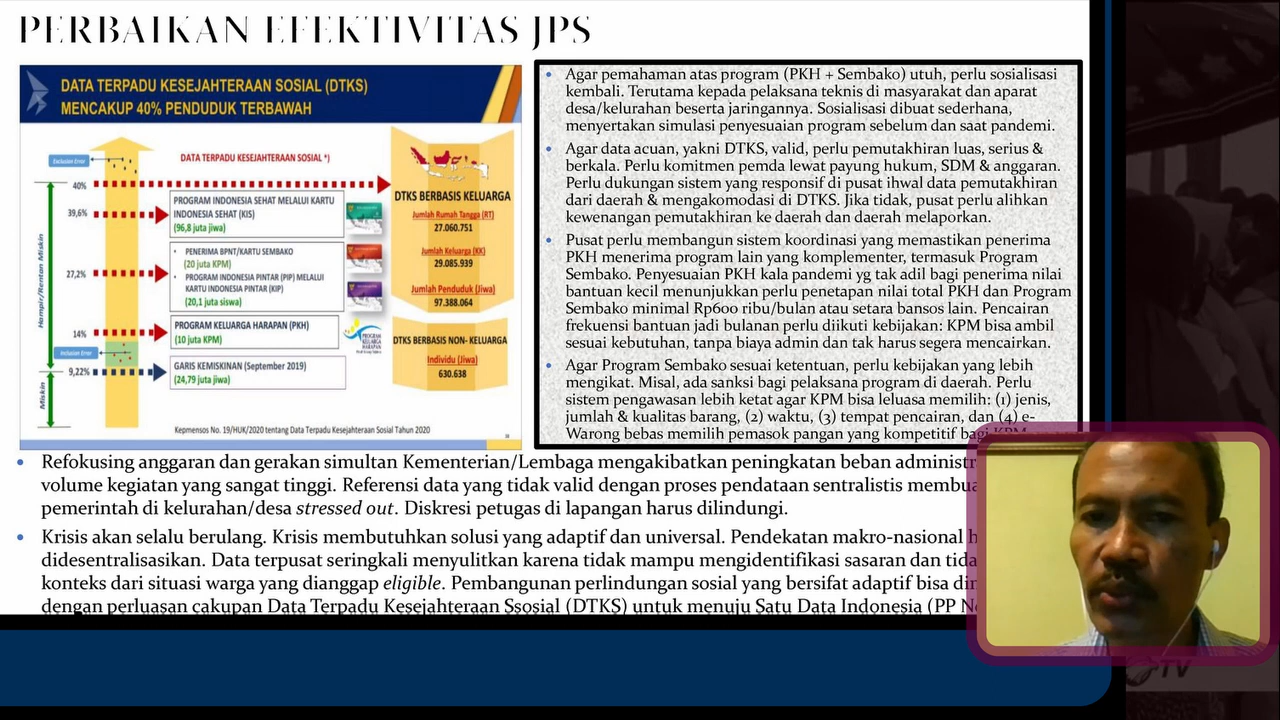 PERBAIKAN EFEKTIVITAS JPS
DATA TERPADU KESEJAHTERAAN SOSIAL (DTKS)
MENCAKUP 40% PENDUDUK TERBAWAH
Exclusion Error
DATA TERPADU KESEJAHTERAAN SOSIAL *)
40%
39,6%
PROGRAM INDONESIA SEHAT MELALUI KARTU
INDONESIA SEHAT (KIS)
(96,8 juta jiwa)
27,2%
• PENERIMA BPNT/KARTU SEMBAKO
(20 juta KPM)
• PROGRAM INDONESIA PINTAR (PIP) MELALUI
KARTU INDONESIA PINTAR (KIP)
(20,1 juta siswa)
14%
PROGRAM KELUARGA HARAPAN (PKH)
(10 juta KPM)
PROGRAM
KELUARGA
HARAPAN
Inclusion Error
9,22%
GARIS KEMISKINAN (September 2019)
(24,79 juta jiwa)
Hampir/Rentan Miskin
Miskin
DTKS BERBASIS KELUARGA
Jumlah Rumah Tangga (RT)
27.060.751
Jumlah Keluarga (KK)
29.085.939
Jumlah Penduduk (Jiwa)
97.388.064
DTKS BERBASIS NON- KELUARGA
Individu (Jiwa)
630.638
Kepmensos No. 19/HUK/2020 tentang Data Terpadu Kesejahteraan Sosial Tahun 2020
• Agar pemahaman atas program (PKH + Sembako) utuh, perlu sosialisasi
kembali. Terutama kepada pelaksana teknis di masyarakat dan aparat
desa/kelurahan beserta jaringannya. Sosialisasi dibuat sederhana,
menyertakan simulasi penyesuaian program sebelum dan saat pandemi.
• Agar data acuan, yakni DTKS, valid, perlu pemutakhiran luas, serius &
berkala. Perlu komitmen pemda lewat payung hukum, SDM & anggaran.
Perlu dukungan sistem yang responsif di pusat ihwal data pemutakhiran
dari daerah & mengakomodasi di DTKS. Jika tidak, pusat perlu alihkan
kewenangan pemutakhiran ke daerah dan daerah melaporkan.
• Pusat perlu membangun sistem koordinasi yang memastikan penerima
PKH menerima program lain yang komplementer, termasuk Program
Sembako. Penyesuaian PKH kala pandemi yg tak adil bagi penerima nilai
bantuan kecil menunjukkan perlu penetapan nilai total PKH dan Program
Sembako minimal Rp600 ribu/bulan atau setara bansos lain. Pencairan
frekuensi bantuan jadi bulanan perlu diikuti kebijakan: KPM bisa ambil
sesuai kebutuhan, tanpa biaya admin dan tak harus segera mencairkan.
• Agar Program Sembako sesuai ketentuan, perlu kebijakan yang lebih
mengikat. Misal, ada sanksi bagi pelaksana program di daerah. Perlu
sistem pengawasan lebih ketat agar KPM bisa leluasa memilih: (1) jenis,
jumlah & kualitas barang, (2) waktu, (3) tempat pencairan, dan (4) e-
Warong bebas memilih pemasok pangan yang kompetitif bagi KPM
• Refokusing anggaran dan gerakan simultan Kementerian/Lembaga mengakibatkan peningkatan beban
volume kegiatan yang sangat tinggi. Referensi data yang tidak valid dengan proses pendataan sentralistis
pemerintah di kelurahan/desa stressed out. Diskresi petugas di lapangan harus dilindungi.
• Krisis akan selalu berulang. Krisis membutuhkan solusi yang adaptif dan universal. Pendekatan makro-nasional
didesentralisasikan. Data terpusat seringkali menyulitkan karena tidak mampu mengidentifikasi sasaran dan
konteks dari situasi warga yang dianggap eligible. Pembangunan perlindungan sosial yang bersifat adaptif bisa
dengan perluasan cakupan Data Terpadu Kesejahteraan Ssosial (DTKS) untuk menuju Satu Data Indonesia (PP
TV